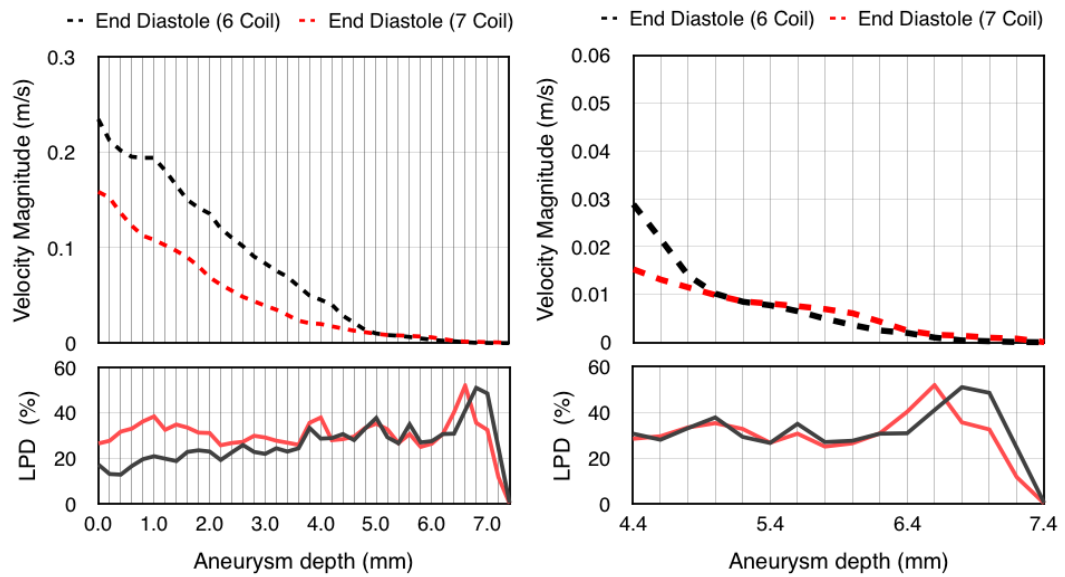 End Diastole (6 Coil) End Diastole (7 Coil)
0.3
0.2
0.1
0
Velocity Magnitude (m/s)
60
40
20
0
LPD (%)
0.0 1.0 2.0 3.0 4.0 5.0 6.0 7.0
Aneurysm depth (mm)
End Diastole (6 Coil) End Diastole (7 Coil)
0.06
0.05
0.04
0.03
0.02
0.01
0
Velocity Magnitude (m/s)
60
40
20
0
LPD (%)
4.4 5.4 6.4 7.4
Aneurysm depth (mm)